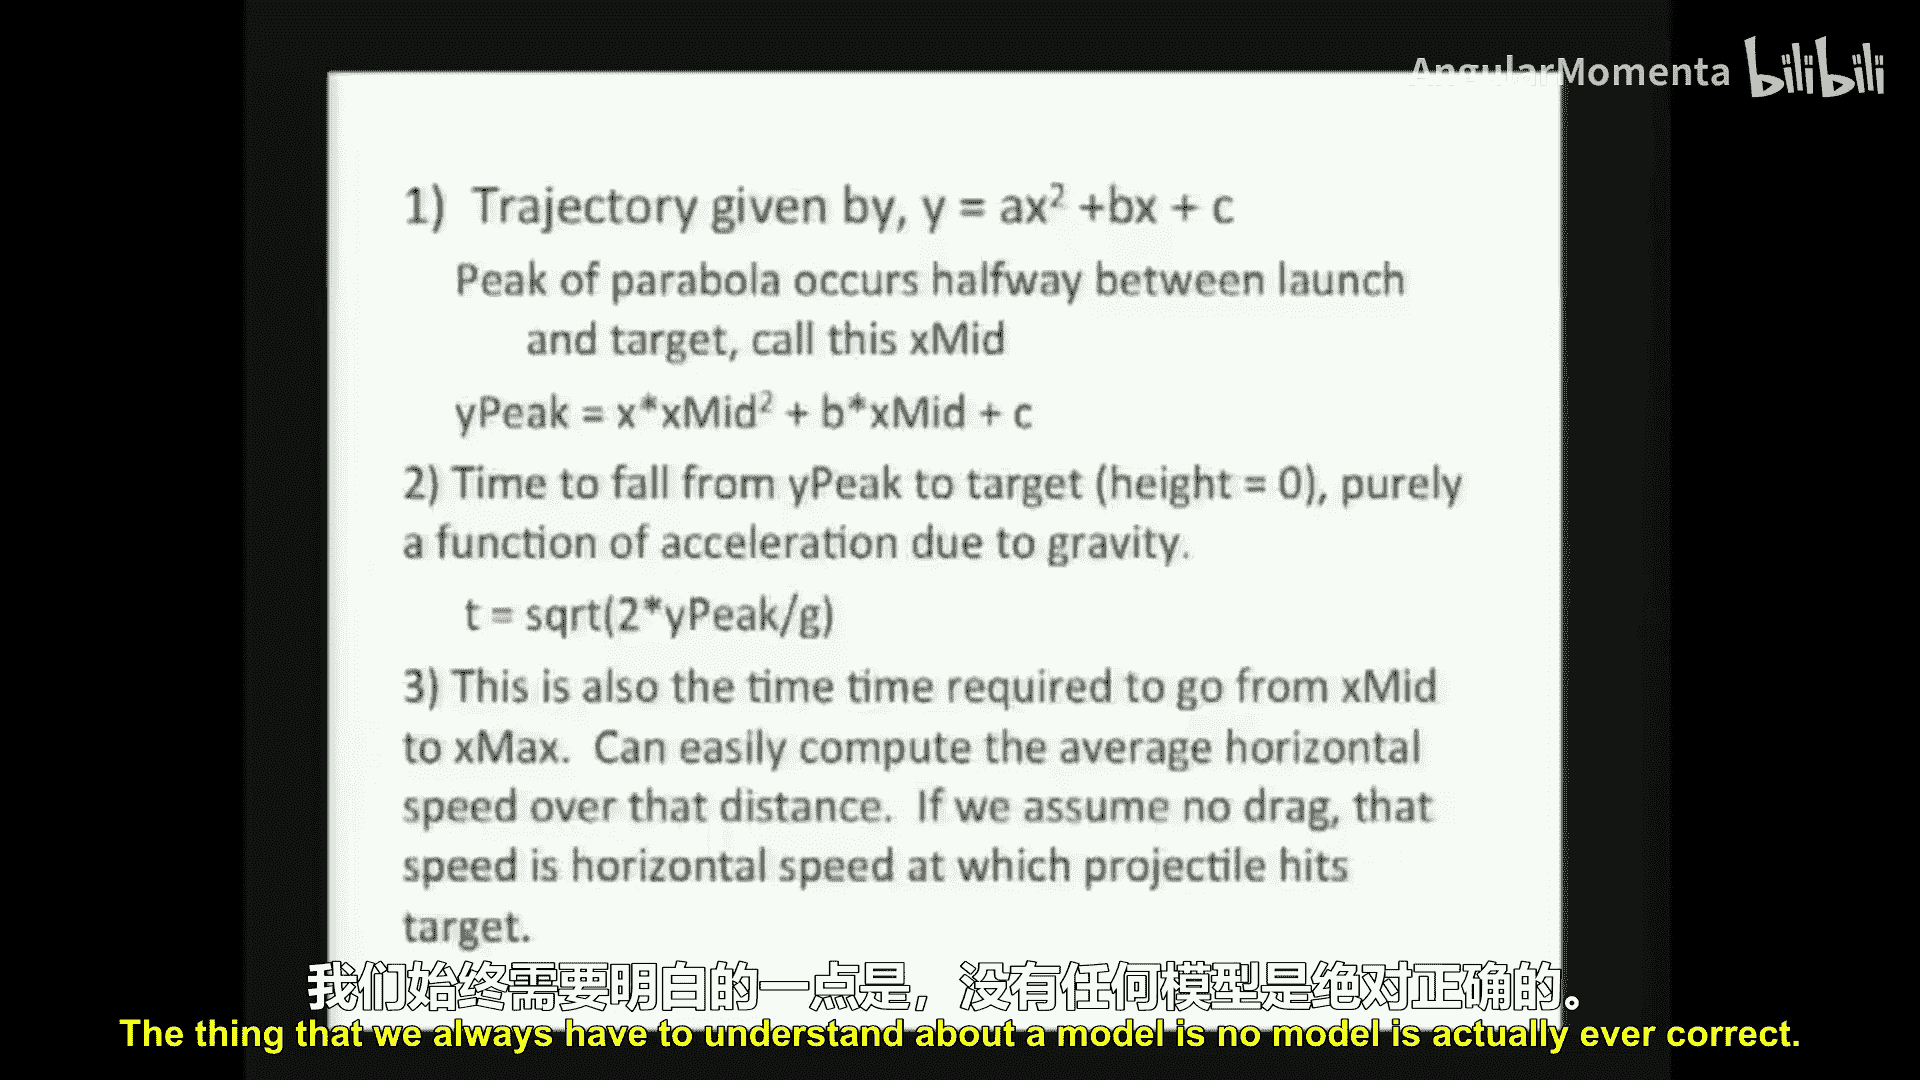 AngularMomenta bilibili
1) Trajectory given by, y = ax² +bx + c
Peak of parabola occurs halfway between launch
and target, call this xMid
yPeak = x*xMid² + b*xMid + c
2) Time to fall from yPeak to target (height = 0), purely
a function of acceleration due to gravity.
t = sqrt(2*yPeak/g)
3) This is also the time time required to go from xMid
to xMax. Can easily compute the average horizontal
speed over that distance. If we assume no drag, that
speed is horizontal speed at which projectile hits
target.
我们始终需要明白的一点是，没有任何模型是绝对正确的。
The thing that we always have to understand about a model is no model is actually ever correct.